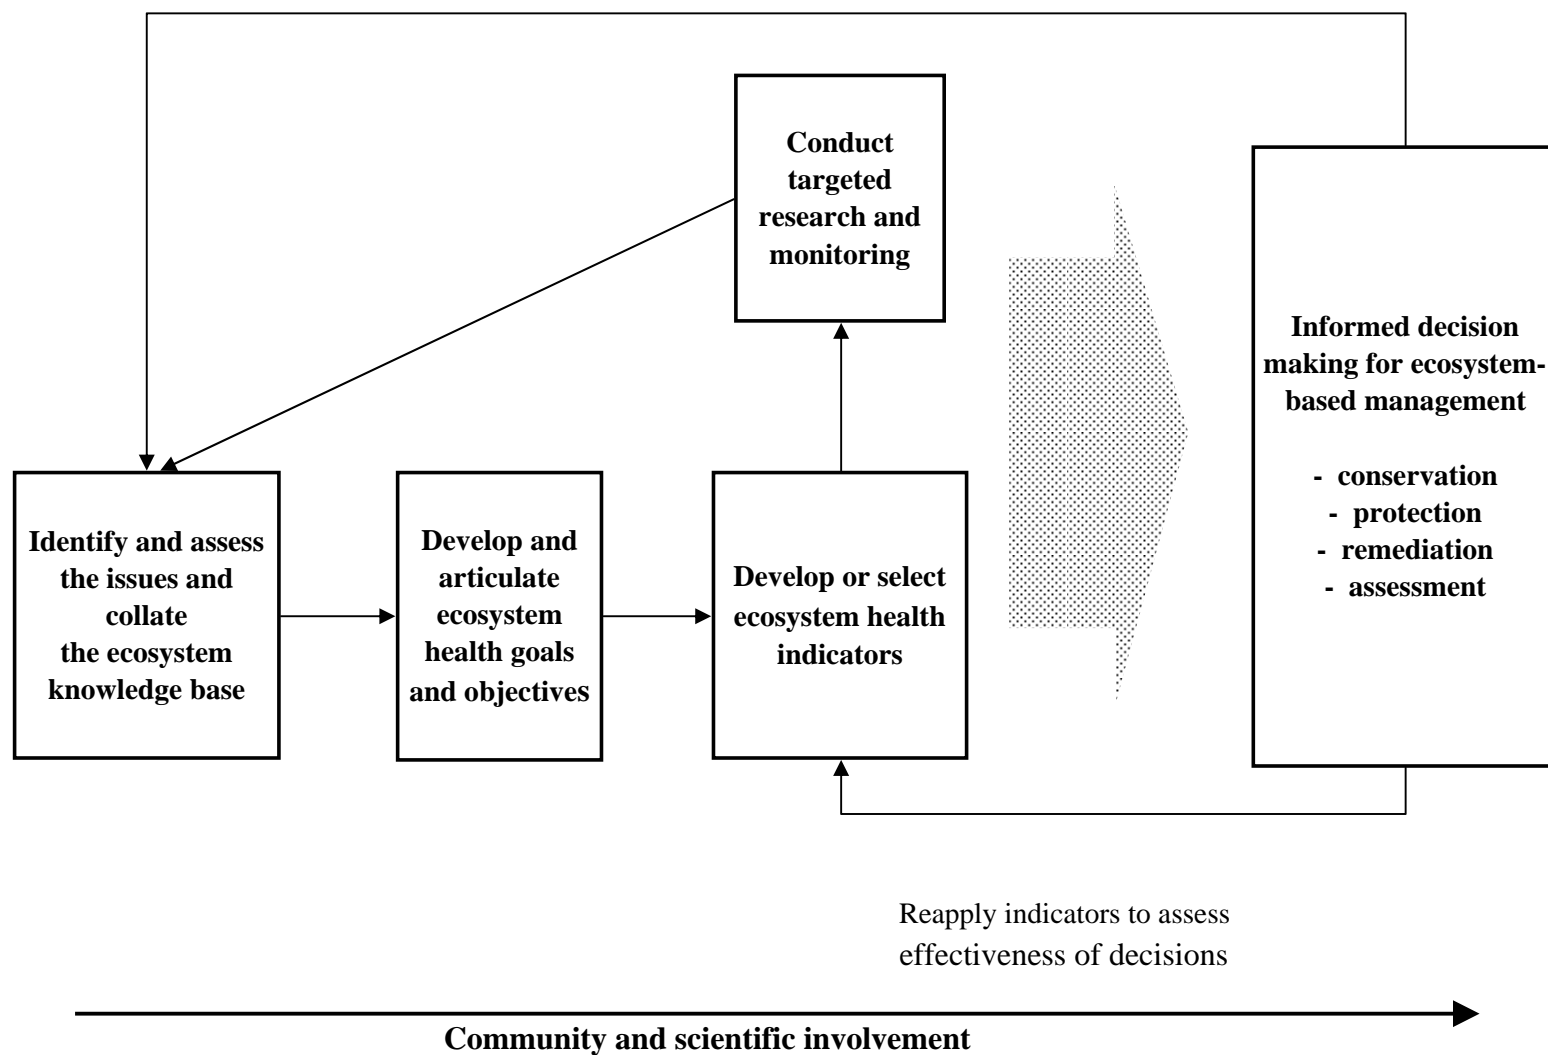 Conduct
targeted
research and
monitoring
Informed decision
making for ecosystem-
based management
- conservation
- protection
- remediation
- assessment
Identify and assess
the issues and
collate
the ecosystem
knowledge base
Develop and
articulate
ecosystem
health goals
and objectives
Develop or select
ecosystem health
indicators
Reapply indicators to assess
effectiveness of decisions
Community and scientific involvement